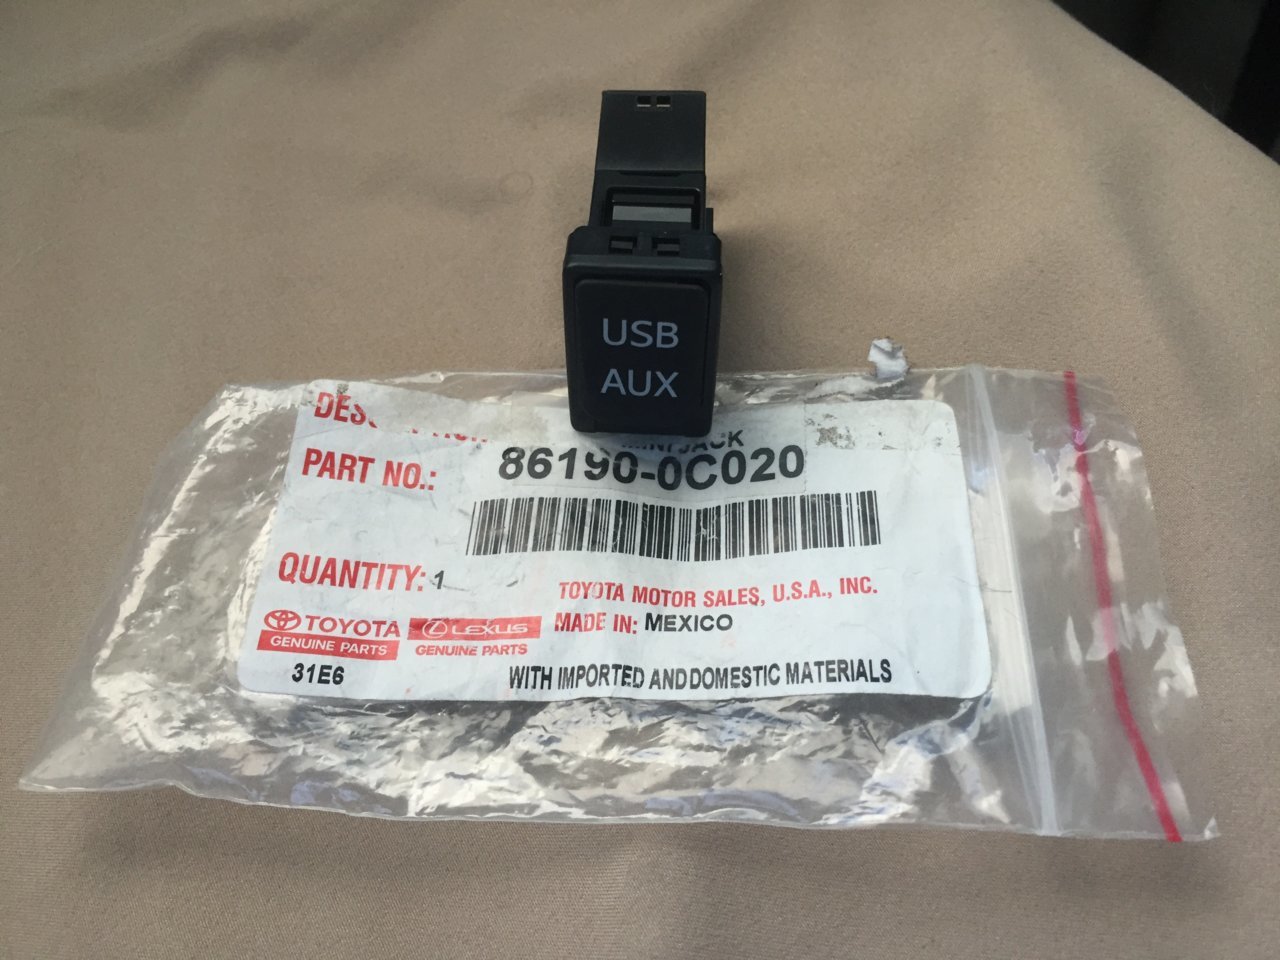 USB
AUX
JACK
PART NO.: 86190-0C020
QUANTITY: 1
TOYOTA MOTOR SALES, U.S.A., INC.
MADE IN: MEXICO
TOYOTA
GENUINE PARTS
LEXUS
GENUINE PARTS
31E6
WITH IMPORTED AND DOMESTIC MATERIALS